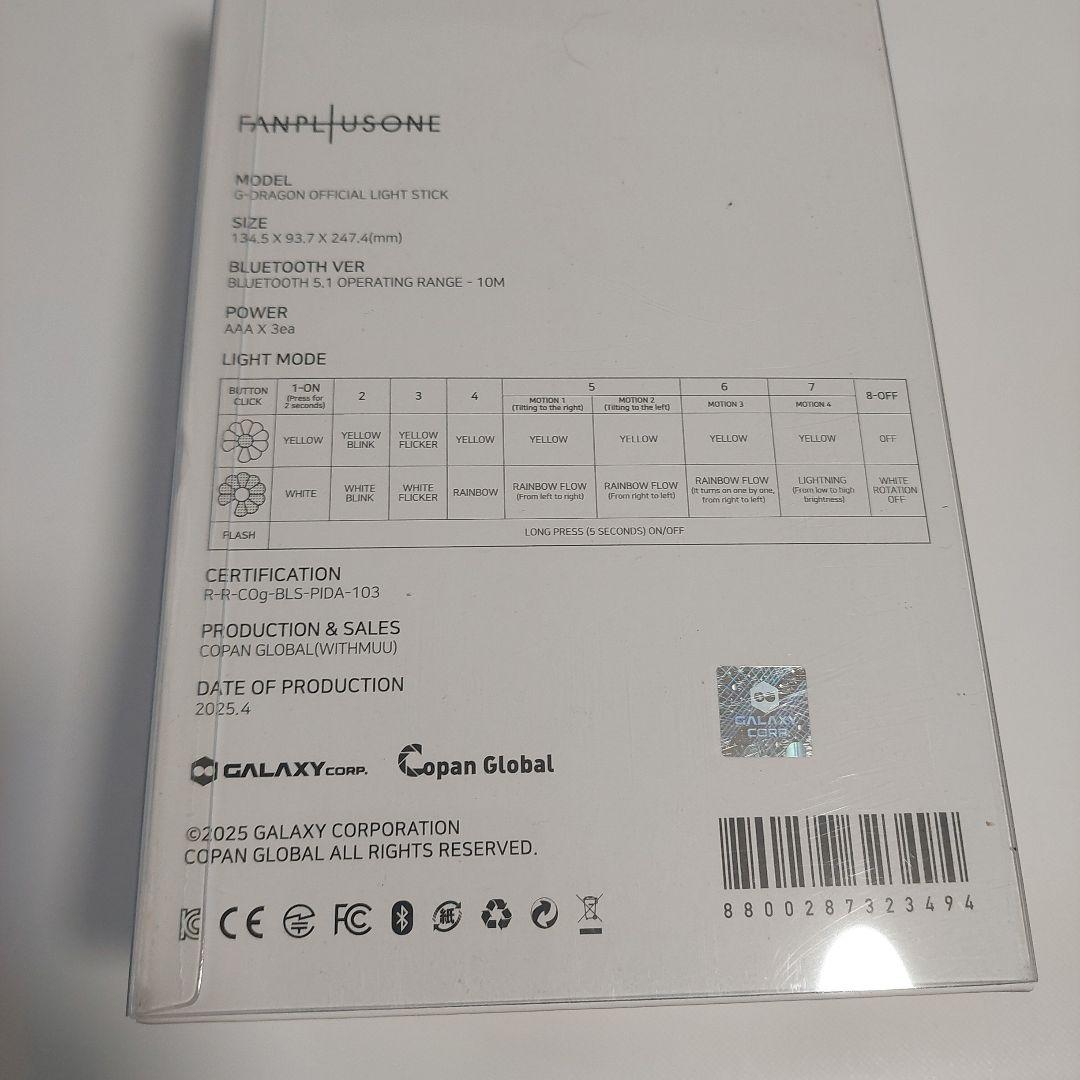 FANPLUSONE
MODEL
G-DRAGON OFFICIAL LIGHT STICK
SIZE
134.5 X 93.7 X 247.4(mm)
BLUETOOTH VER
BLUETOOTH 5.1 OPERATING RANGE - 10M
POWER
AAA X 3ea
LIGHT MODE
BUTTON CLICK 1-ON (Press for 2 seconds) 2 3 4 5 MOTION 1 (Tilting to the right) MOTION 2 (Tilting to the left) 6 MOTION 3 7 MOTION 4 8-OFF
YELLOW YELLOW BLINK YELLOW FLICKER YELLOW YELLOW YELLOW YELLOW YELLOW OFF
WHITE WHITE BLINK WHITE FLICKER RAINBOW RAINBOW FLOW (From left to right) RAINBOW FLOW (From right to left) RAINBOW FLOW (It turns on one by one, from right to left) LIGHTNING (From low to high brightness) WHITE ROTATION OFF
FLASH LONG PRESS (5 SECONDS) ON/OFF
CERTIFICATION
R-R-COg-BLS-PIDA-103
PRODUCTION & SALES
COPAN GLOBAL(WITHMUU)
DATE OF PRODUCTION
2025.4
GALAXY CORP.
GALAXY CORP. Copan Global
©2025 GALAXY CORPORATION
COPAN GLOBAL ALL RIGHTS RESERVED.
KC CE FC 紙
8800287323494